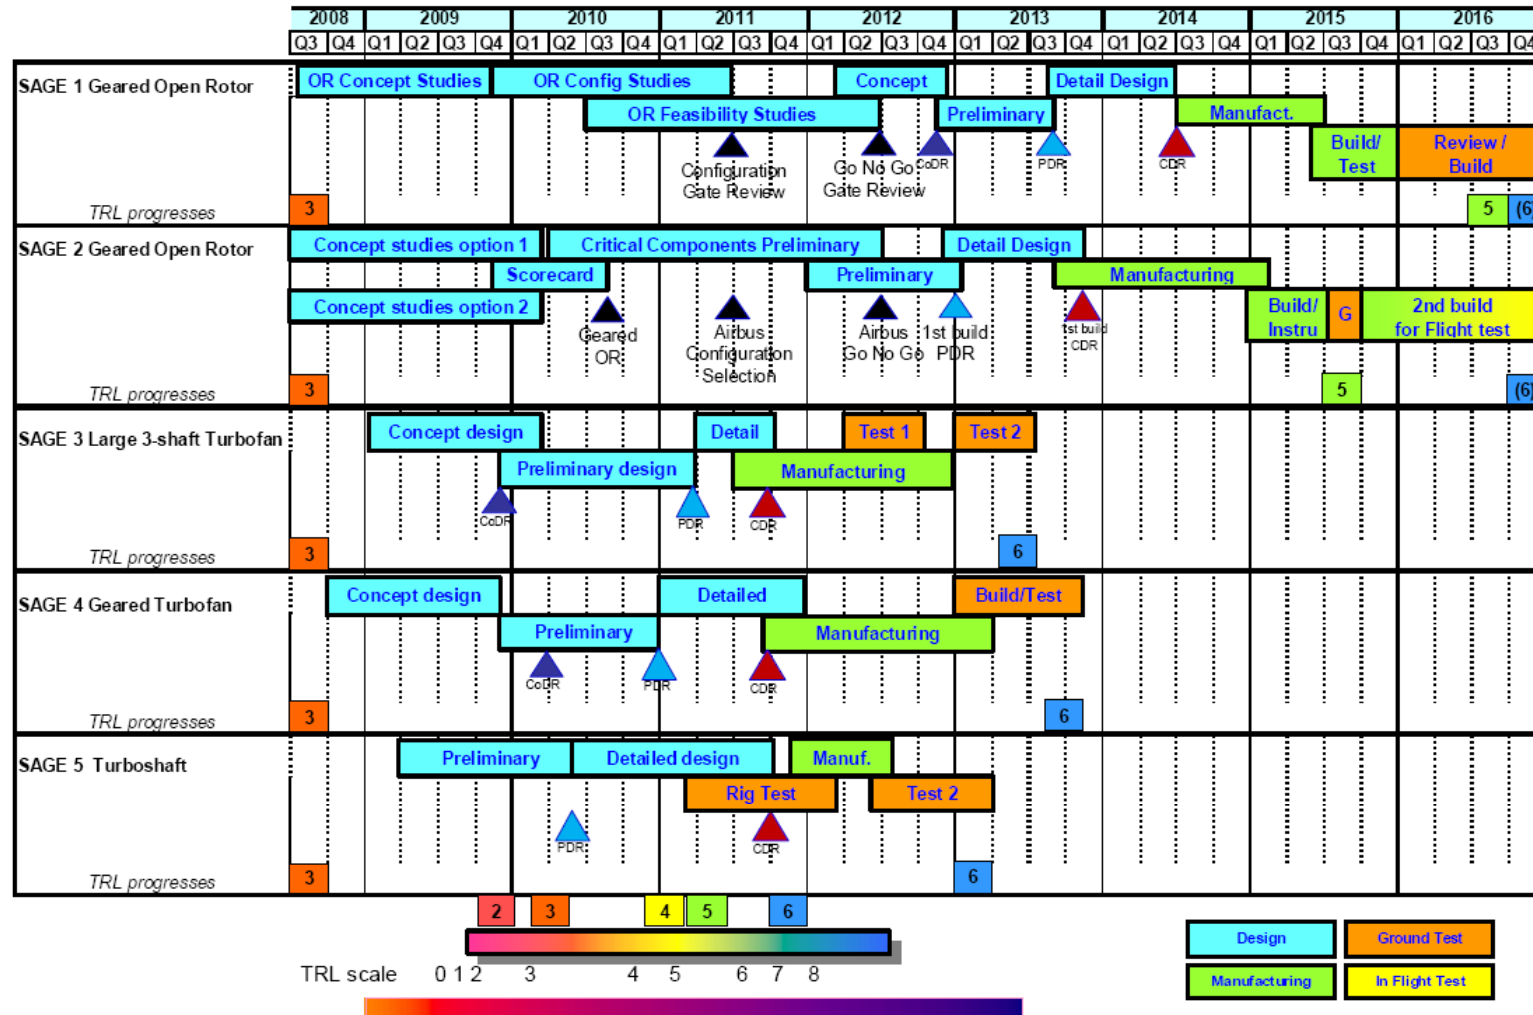 2008 2009 2010 2011 2012 2013 2014 2015 2016
Q3 Q4 Q1 Q2 Q3 Q4 Q1 Q2 Q3 Q4 Q1 Q2 Q3 Q4 Q1 Q2 Q3 Q4 Q1 Q2 Q3 Q4 Q1 Q2 Q3 Q4 Q1 Q2 Q3 Q4 Q1 Q2 Q3 Q4
SAGE 1 Geared Open Rotor
OR Concept Studies OR Config Studies Concept Detail Design
OR Feasibility Studies Preliminary Manufact.
Build/
Test
Review /
Build
Configuration
Gate Review
Go No Go
Gate Review
CoDR
PDR
CDR
TRL progresses 3 5 (6)
SAGE 2 Geared Open Rotor
Concept studies option 1 Critical Components Preliminary Detail Design
Scorecard Preliminary Manufacturing
Concept studies option 2
Build/
Instru
G
2nd build
for Flight test
Geared
OR
Airbus
Configuration
Selection
Airbus
Go No Go
1st build
PDR
1st build
CDR
TRL progresses 3 5 (6)
SAGE 3 Large 3-shaft Turbofan
Concept design Detail Test 1 Test 2
Preliminary design Manufacturing
CoDR PDR CDR
TRL progresses 3 6
SAGE 4 Geared Turbofan
Concept design Detailed Build/Test
Preliminary Manufacturing
CoDR PDR CDR
TRL progresses 3 6
SAGE 5 Turboshaft
Preliminary Detailed design Manuf.
Rig Test Test 2
PDR CDR
TRL progresses 3 6
2 3 4 5 6
TRL scale 0 1 2 3 4 5 6 7 8
Design Ground Test
Manufacturing In Flight Test